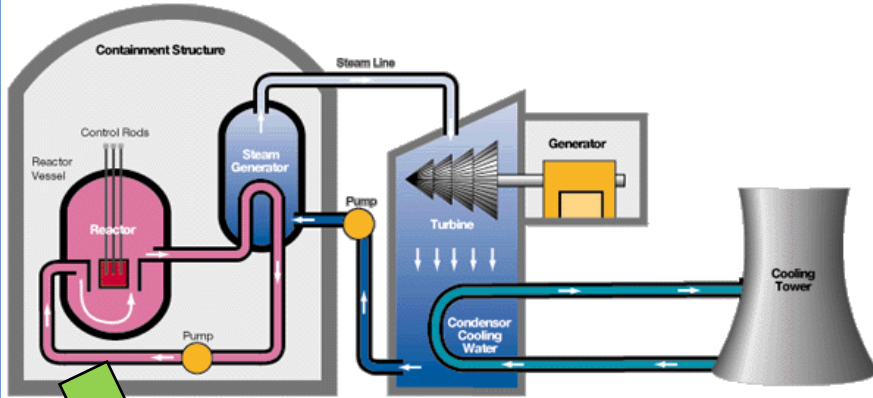 Containment Structure
Steam Line
Control Rods
Reactor
Vessel
Steam
Generator
Generator
Pump
Reactor
Turbine
Cooling
Tower
Condensor
Cooling
Water
Pump